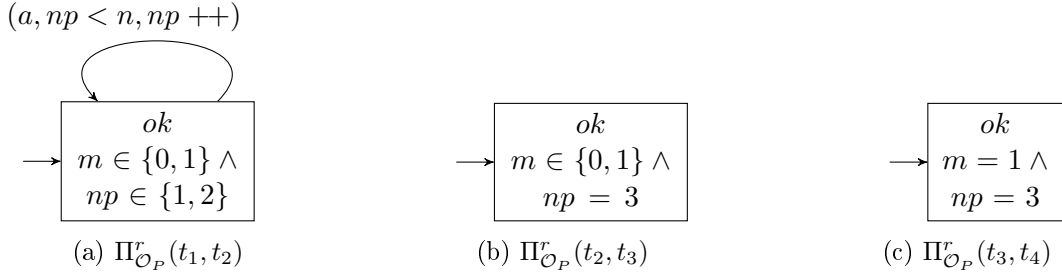 (a, np < n, np ++)
ok
m ∈ {0, 1} ∧
np ∈ {1, 2}
(a) Π^r_{O_P}(t_1, t_2)
ok
m ∈ {0, 1} ∧
np = 3
(b) Π^r_{O_P}(t_2, t_3)
ok
m = 1 ∧
np = 3
(c) Π^r_{O_P}(t_3, t_4)